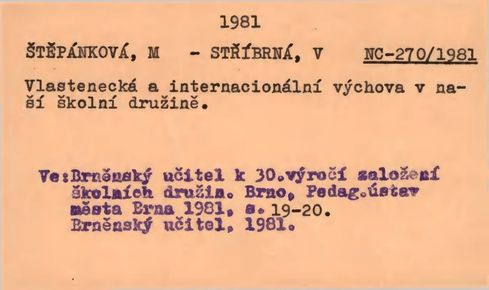 1981
ŠTĚPÁNKOVÁ, M - STŘÍBRNÁ, V NC-270/1981
Vlastenecká a internacionální výchova v na-
ší školní družině.
Ve:Brněnský učitel k 30.výročí založení
školních družin. Brno, Pedag.ústav
města Brna 1981, s. 19-20.
Brněnský učitel, 1981.